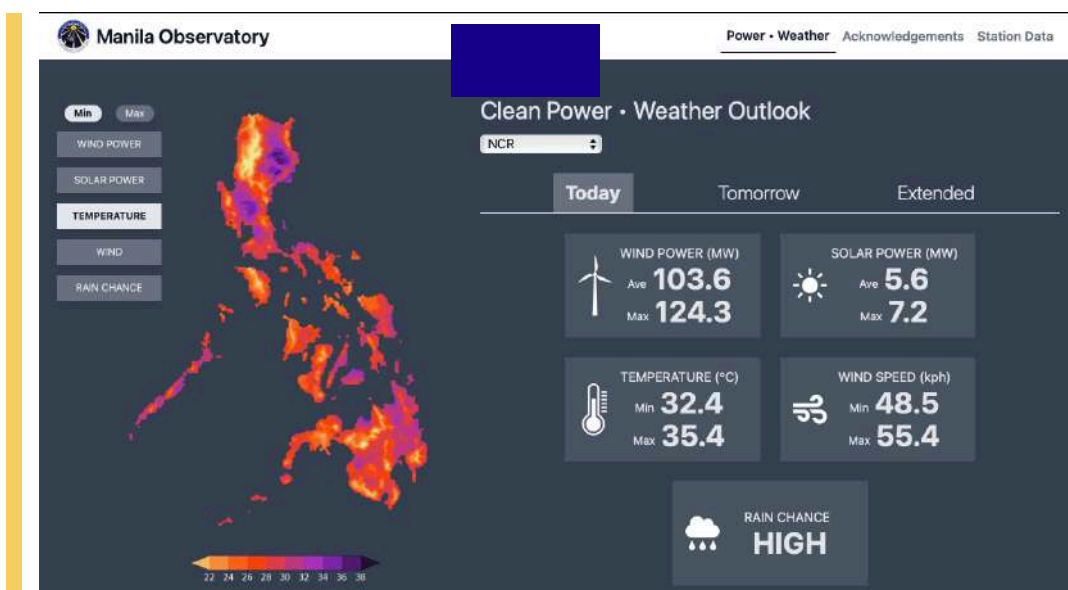 Manila Observatory
Power • Weather Acknowledgements Station Data
Min Max
WIND POWER
SOLAR POWER
TEMPERATURE
WIND
RAIN CHANCE
22 24 26 28 30 32 34 36 38
Clean Power • Weather Outlook
NCR
Today Tomorrow Extended
WIND POWER (MW)
Ave 103.6
Max 124.3
SOLAR POWER (MW)
Ave 5.6
Max 7.2
TEMPERATURE (°C)
Min 32.4
Max 35.4
WIND SPEED (kph)
Min 48.5
Max 55.4
RAIN CHANCE
HIGH